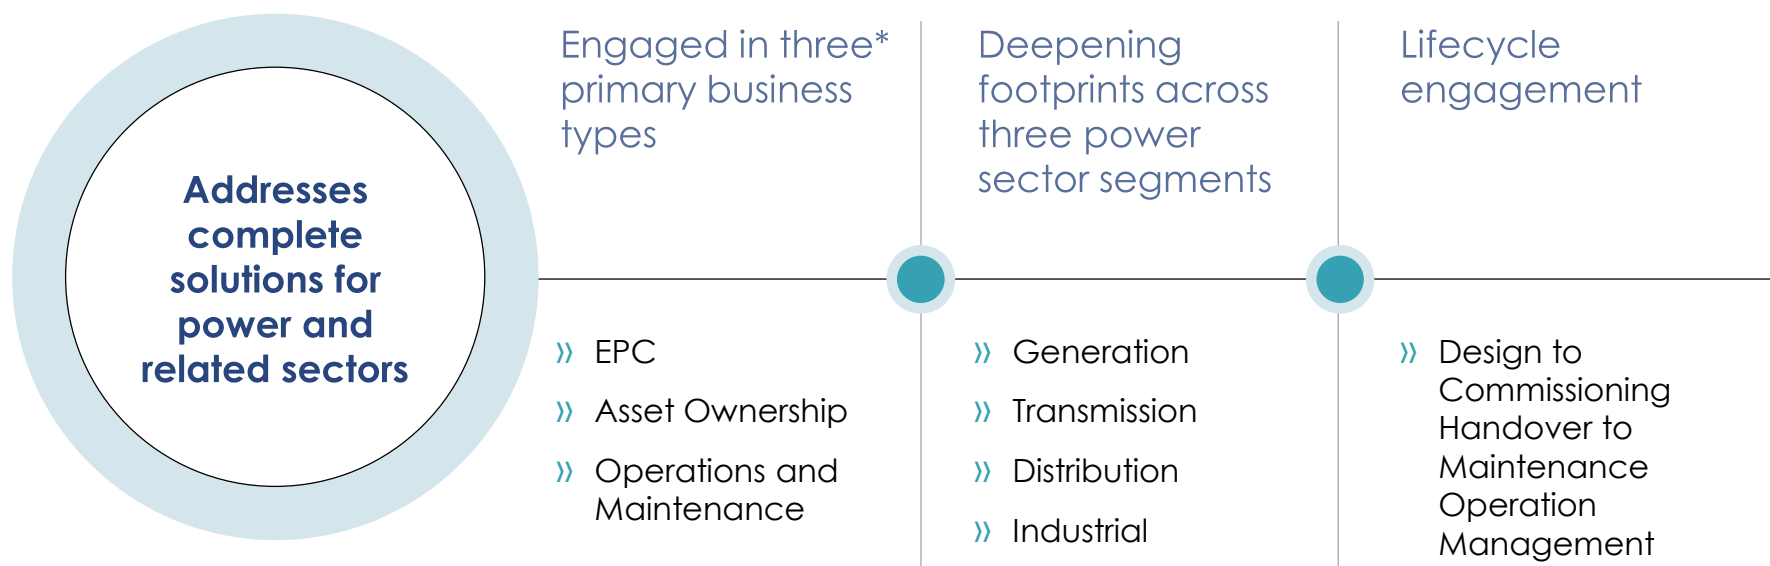 Addresses
complete
solutions for
power and
related sectors
Engaged in three*
primary business
types
» EPC
» Asset Ownership
» Operations and
Maintenance
Deepening
footprints across
three power
sector segments
» Generation
» Transmission
» Distribution
» Industrial
Lifecycle
engagement
» Design to
Commissioning
Handover to
Maintenance
Operation
Management